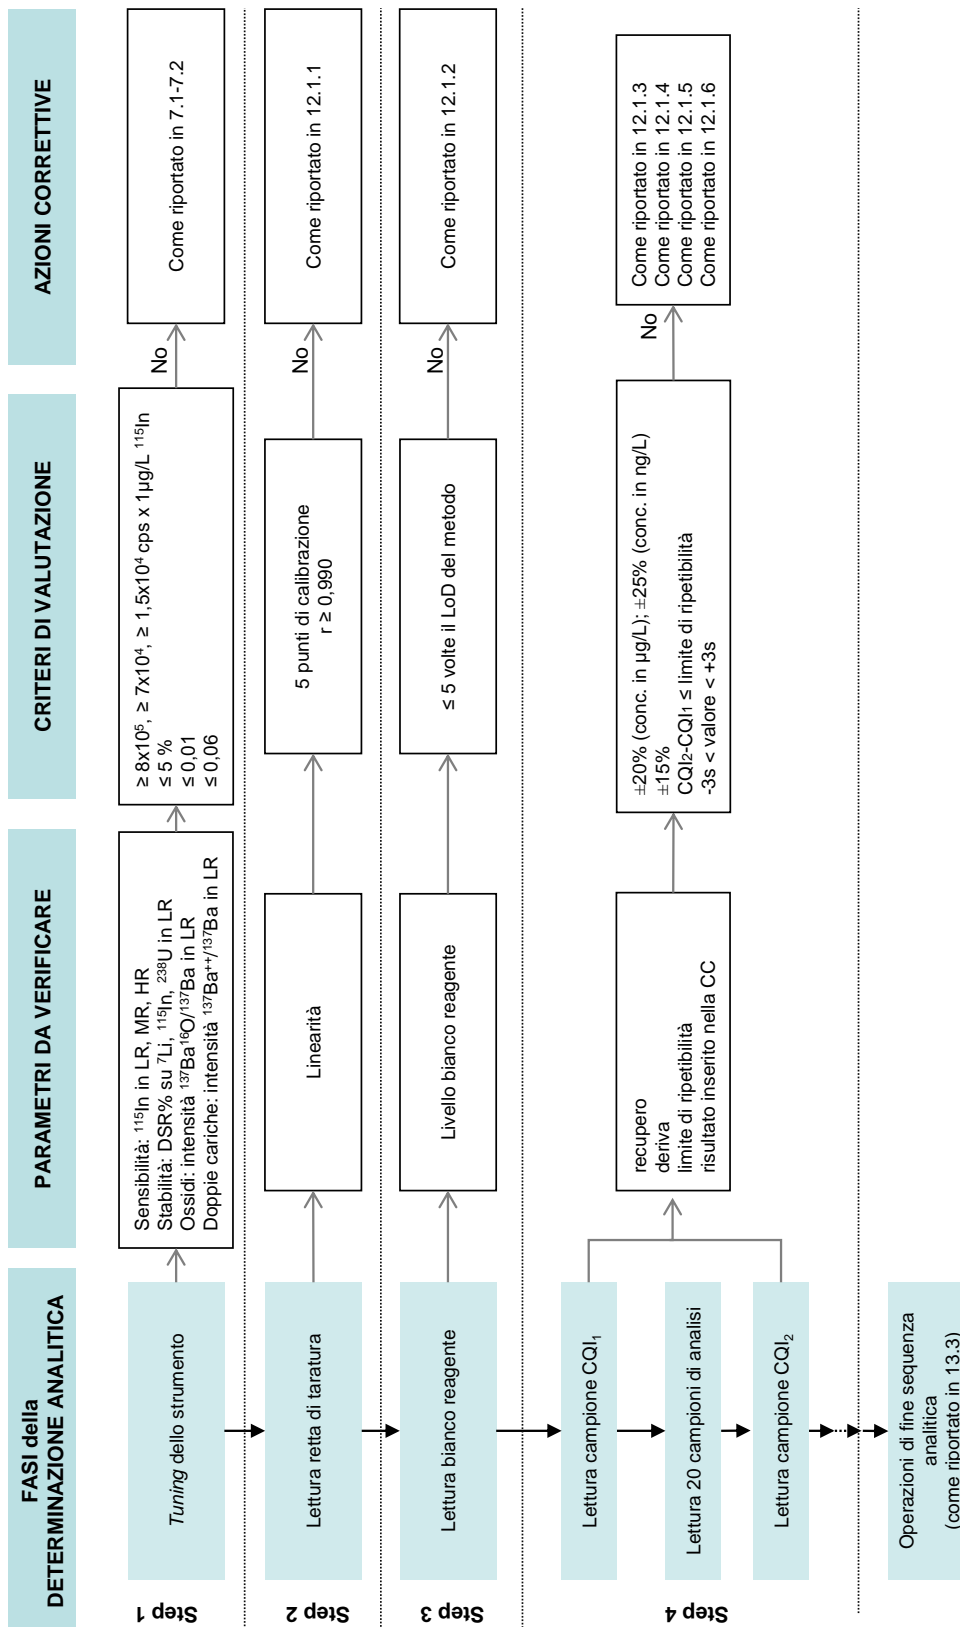 FASI della
DETERMINAZIONE ANALITICA
PARAMETRI DA VERIFICARE
CRITERI DI VALUTAZIONE
AZIONI CORRETTIVE
Step 1
Tuning dello strumento
Sensibilità: ¹¹⁵In in LR, MR, HR
Stabilità: DSR% su ⁷Li, ¹¹⁵In, ²³⁸U in LR
Ossidi: intensità ¹³⁷Ba¹⁶O/¹³⁷Ba in LR
Doppie cariche: intensità ¹³⁷Ba⁺⁺/¹³⁷Ba in LR
≥ 8x10⁵, ≥ 7x10⁴, ≥ 1,5x10⁴ cps x 1µg/L ¹¹⁵In
≤ 5 %
≤ 0,01
≤ 0,06
No
Come riportato in 7.1-7.2
Step 2
Lettura retta di taratura
Linearità
5 punti di calibrazione
r ≥ 0,990
No
Come riportato in 12.1.1
Step 3
Lettura bianco reagente
Livello bianco reagente
≤ 5 volte il LoD del metodo
No
Come riportato in 12.1.2
Step 4
Lettura campione CQI₁
Lettura 20 campioni di analisi
Lettura campione CQI₂
recupero
deriva
limite di ripetibilità
risultato inserito nella CC
±20% (conc. in µg/L); ±25% (conc. in ng/L)
±15%
CQI₂-CQI₁ ≤ limite di ripetibilità
-3s < valore < +3s
No
Come riportato in 12.1.3
Come riportato in 12.1.4
Come riportato in 12.1.5
Come riportato in 12.1.6
Operazioni di fine sequenza
analitica
(come riportato in 13.3)